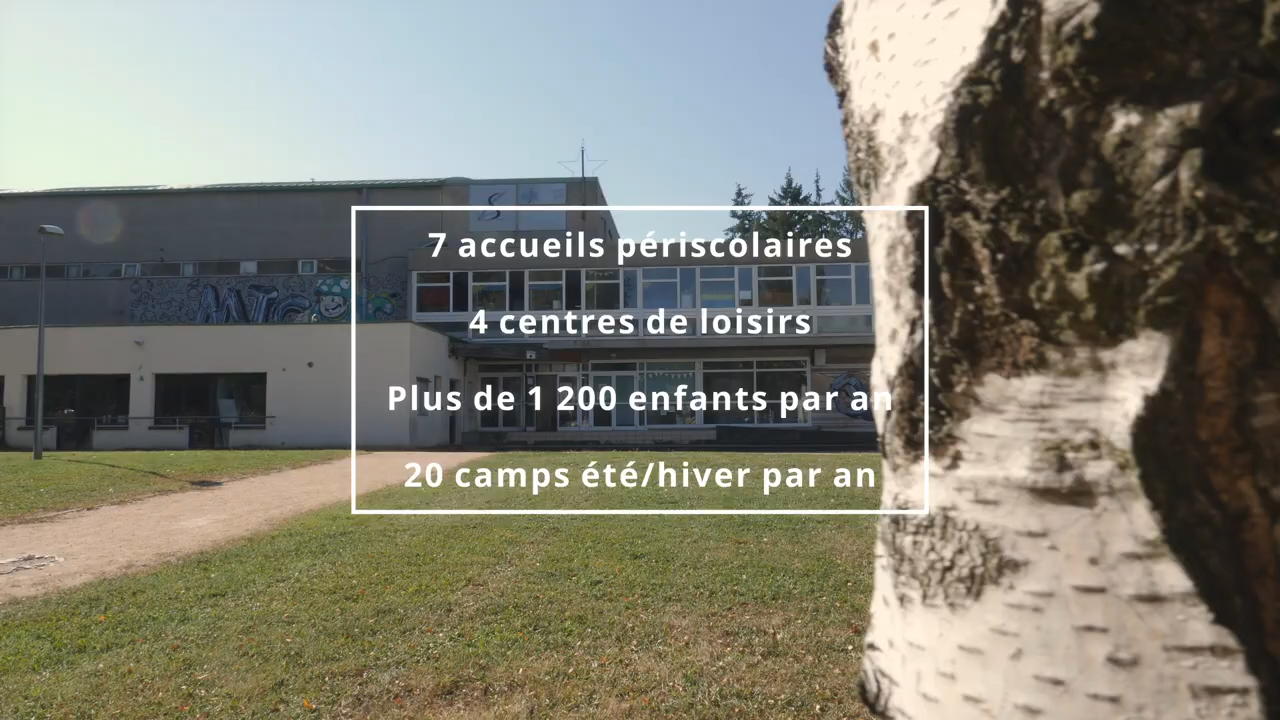 7 accueils périscolaires
4 centres de loisirs
Plus de 1 200 enfants par an
20 camps été/hiver par an